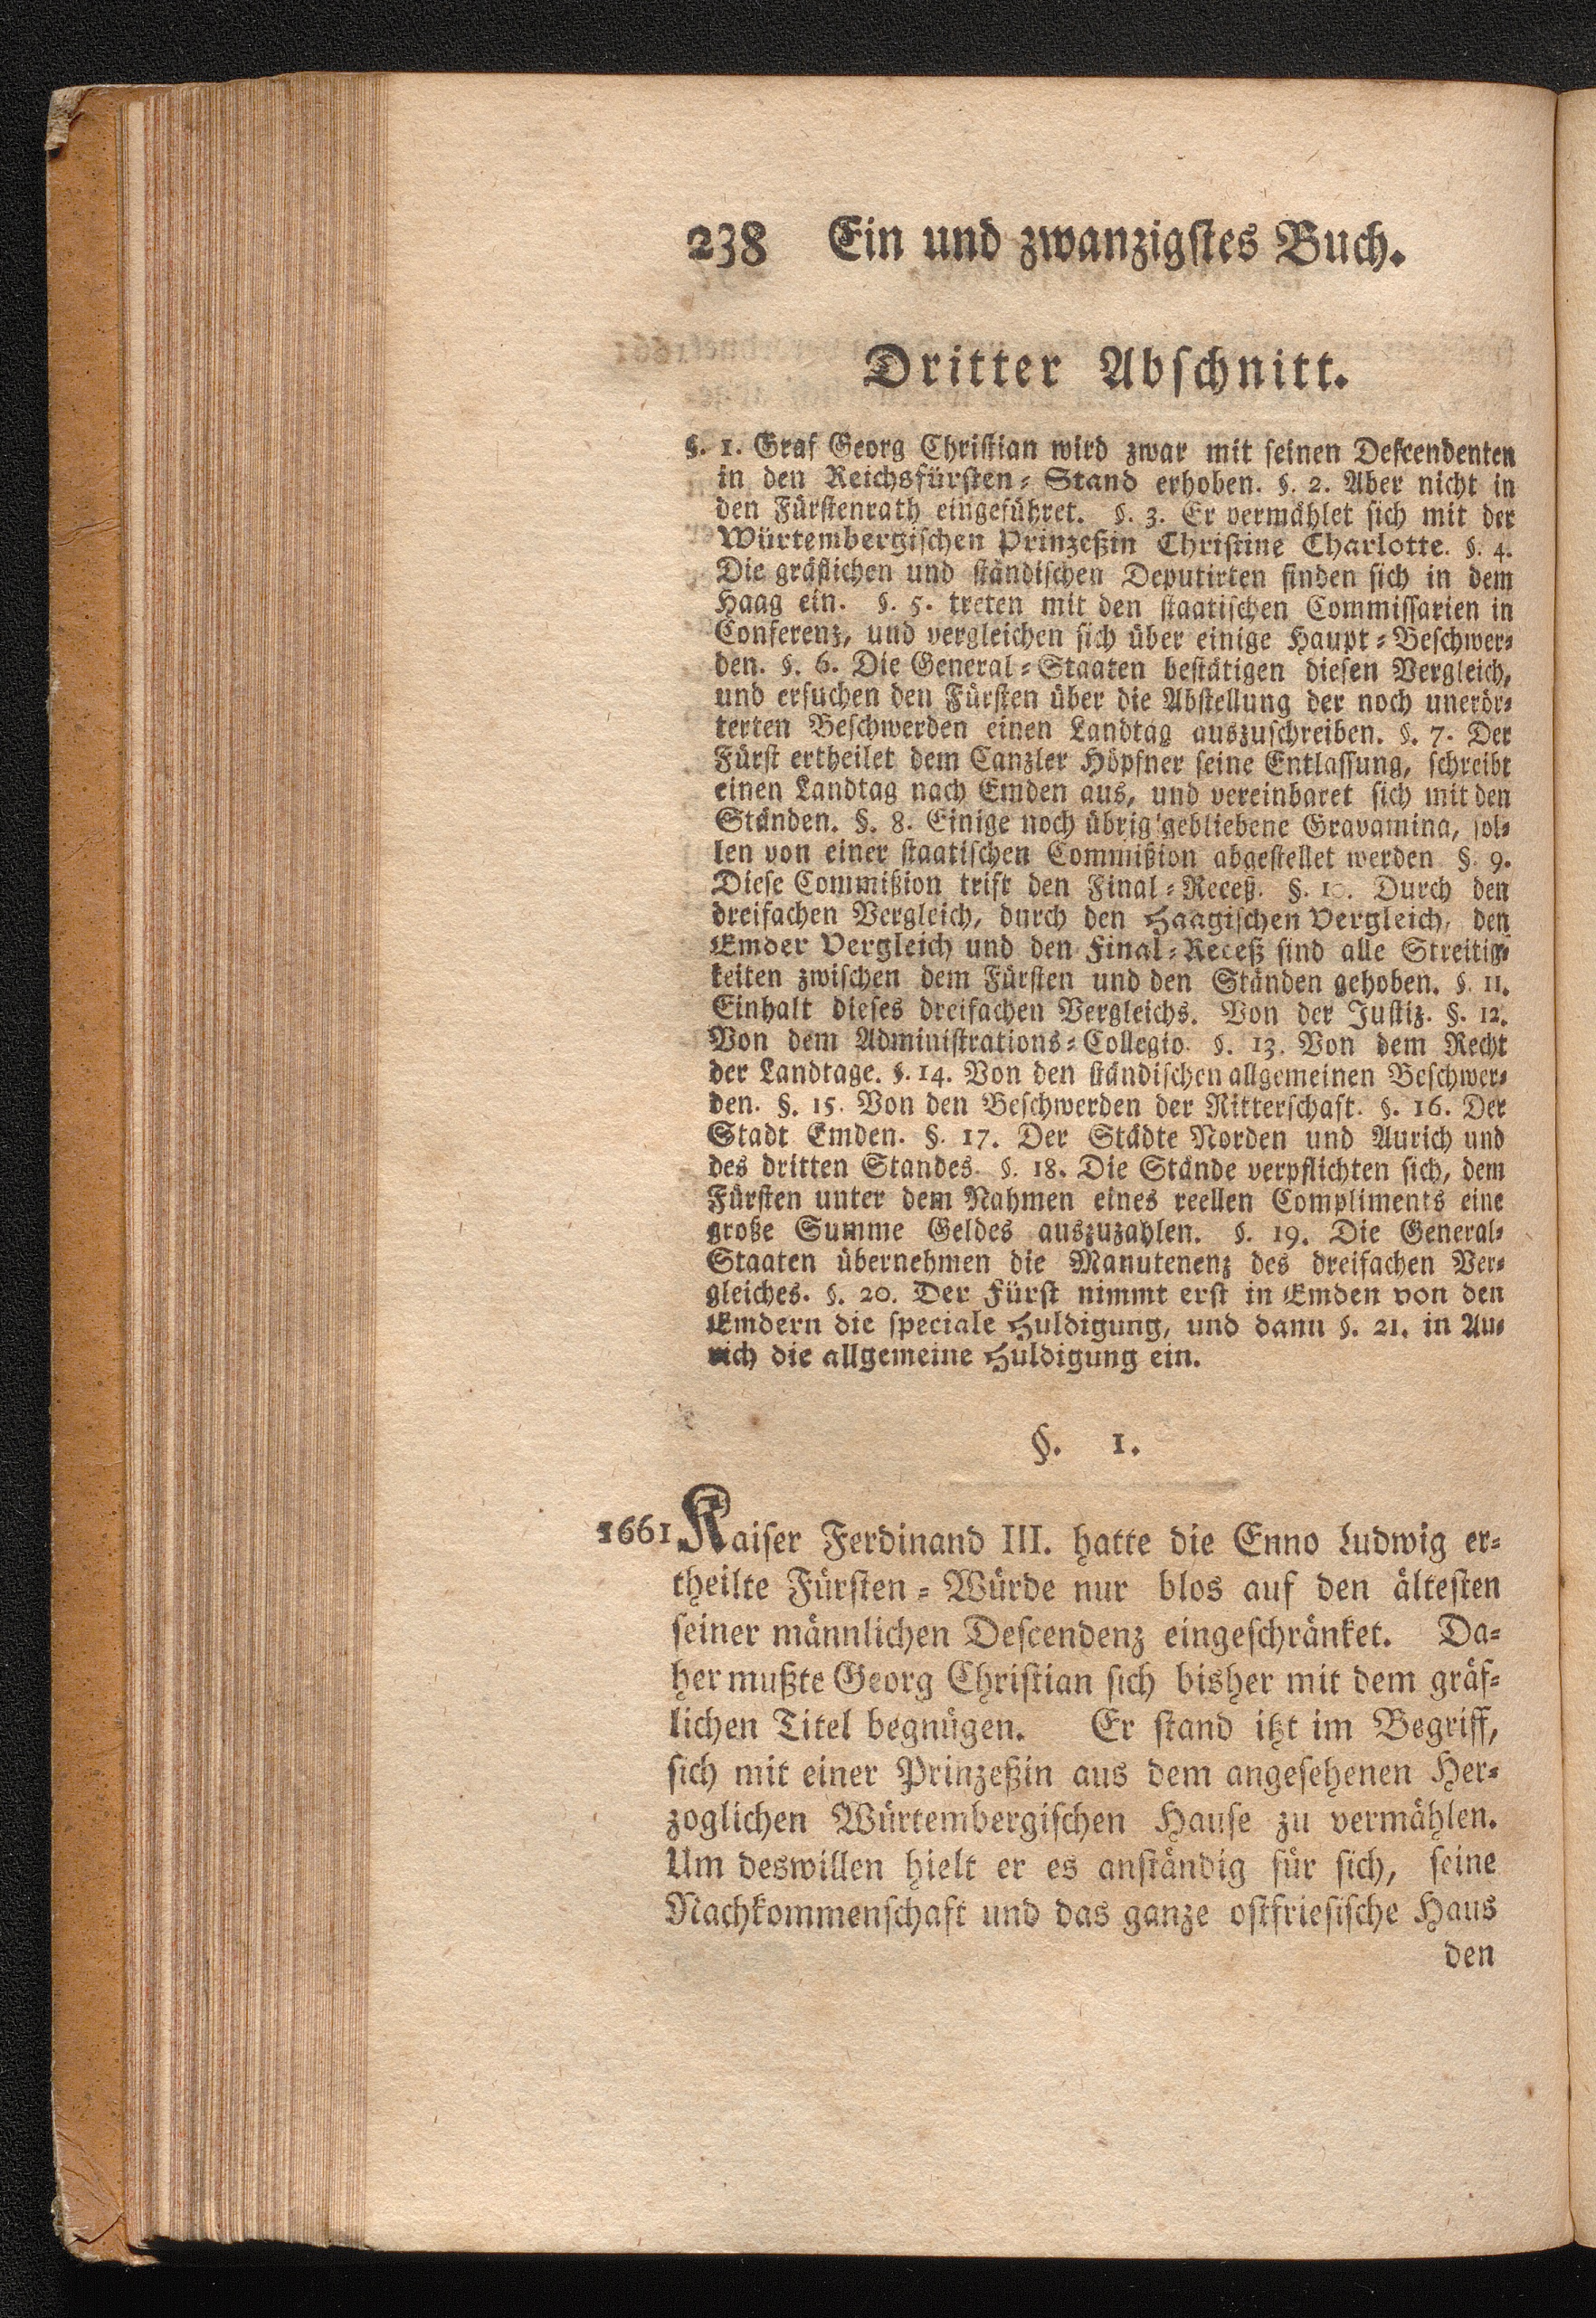 238 Ein und zwanzigſtes Buch.
Dritter Abſchnitt.
§. 1. Graf Georg Chriſtian wird zwar mit ſeinen Deſcendenten
in den Reichsfürſten-Stand erhoben. §. 2. Aber nicht in
den Fürſtenrath eingeführet. §. 3. Er vermählet ſich mit der
Würtembergiſchen Prinzeßin Chriſtine Charlotte. §. 4.
Die gräflichen und ſtändiſchen Deputirten finden ſich in dem
Haag ein. §. 5. treten mit den ſtaatiſchen Commiſſarien in
Conferenz, und vergleichen ſich über einige Haupt-Beſchwer-
den. §. 6. Die General-Staaten beſtätigen dieſen Vergleich,
und erſuchen den Fürſten über die Abſtellung der noch unerör-
terten Beſchwerden einen Landtag auszuſchreiben. §. 7. Der
Fürſt ertheilet dem Canzler Höpfner ſeine Entlaſſung, ſchreibt
einen Landtag nach Emden aus, und vereinbaret ſich mit den
Ständen. §. 8. Einige noch übrig gebliebene Gravamina, ſol-
len von einer ſtaatiſchen Commißion abgeſtellet werden §. 9.
Dieſe Commißion trift den Final-Receß. §. 10. Durch den
dreifachen Vergleich, durch den Haagiſchen Vergleich, den
Emder Vergleich und den Final-Receß ſind alle Streitig-
keiten zwiſchen dem Fürſten und den Ständen gehoben. §. 11.
Einhalt dieſes dreifachen Vergleichs. Von der Juſtiz. §. 12.
Von dem Adminiſtrations-Collegio. §. 13. Von dem Recht
der Landtage. §. 14. Von den ſtändiſchen allgemeinen Beſchwer-
den. §. 15. Von den Beſchwerden der Ritterſchaft. §. 16. Der
Stadt Emden. §. 17. Der Städte Norden und Aurich und
des dritten Standes. §. 18. Die Stände verpflichten ſich, dem
Fürſten unter dem Nahmen eines reellen Compliments eine
große Summe Geldes auszuzahlen. §. 19. Die General-
Staaten übernehmen die Manutenenz des dreifachen Ver-
gleiches. §. 20. Der Fürſt nimmt erſt in Emden von den
Emdern die ſpeciale Huldigung, und dann §. 21. in Au-
rich die allgemeine Huldigung ein.
§. 1.
1661 Kaiſer Ferdinand III. hatte die Enno Ludwig er-
theilte Fürſten-Würde nur blos auf den älteſten
ſeiner männlichen Deſcendenz eingeſchränket. Da-
her mußte Georg Chriſtian ſich bisher mit dem gräf-
lichen Titel begnügen. Er ſtand itzt im Begriff,
ſich mit einer Prinzeßin aus dem angeſehenen Her-
zoglichen Würtembergiſchen Hauſe zu vermählen.
Um deswillen hielt er es anſtändig für ſich, ſeine
Nachkommenſchaft und das ganze oſtfrieſiſche Haus
den